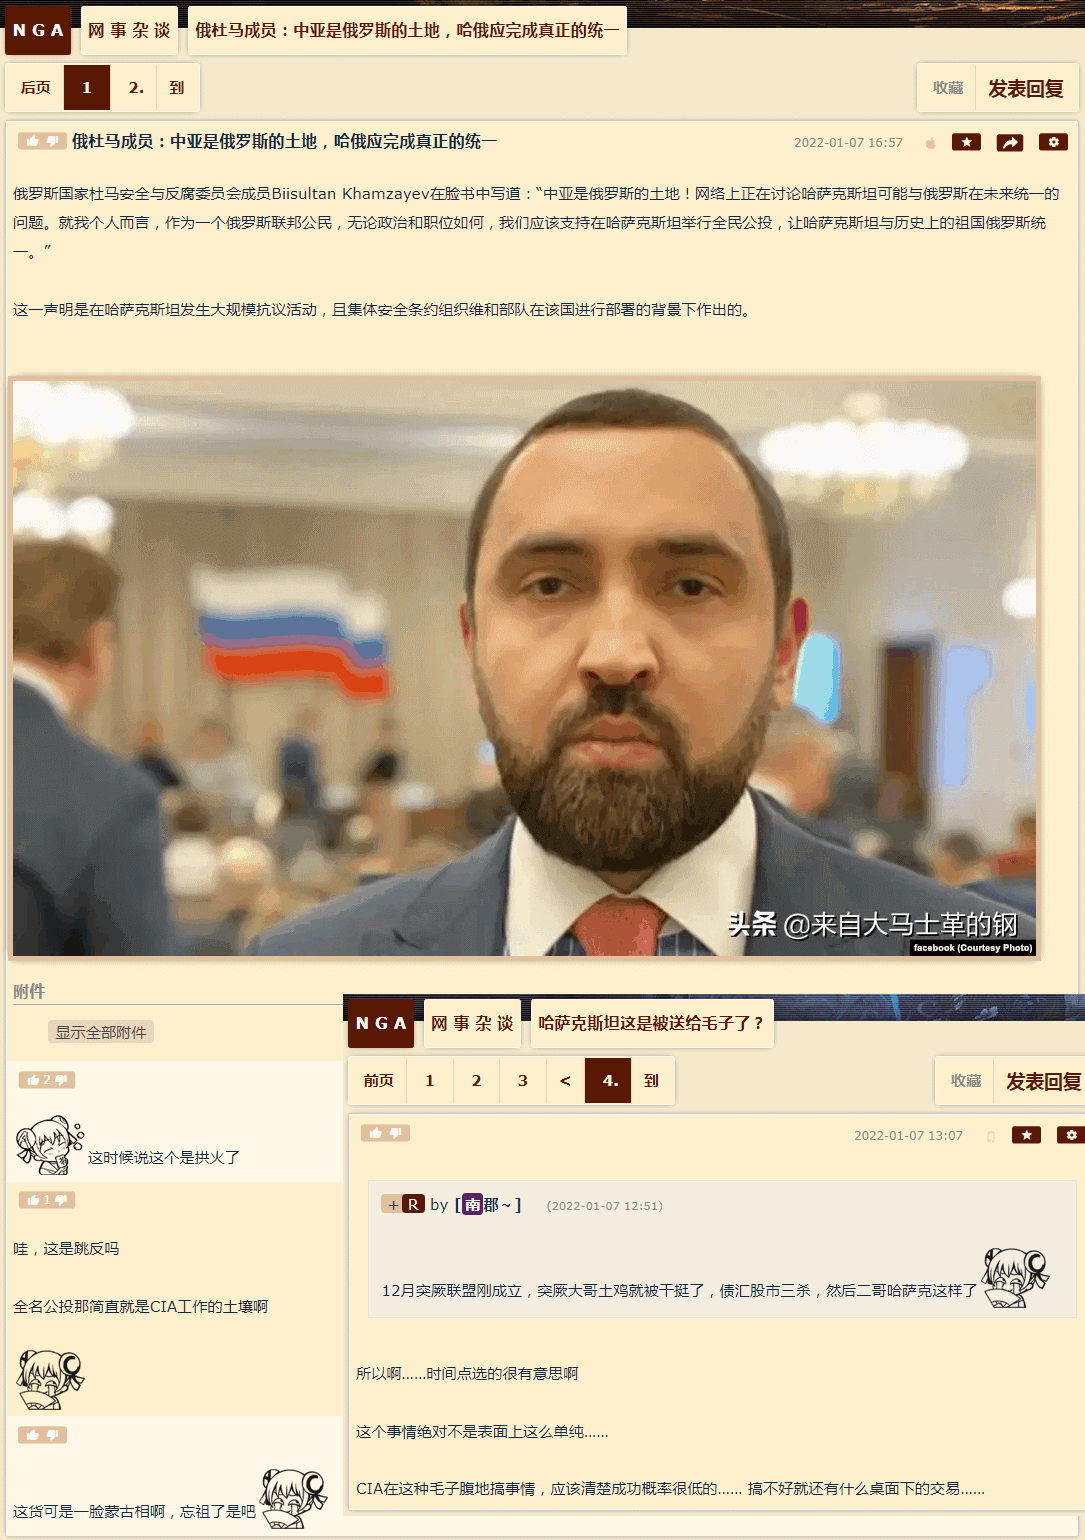 NGA 网事杂谈 俄杜马成员：中亚是俄罗斯的土地，哈俄应完成真正的统一
后页 1 2. 到 收藏 发表回复
俄杜马成员：中亚是俄罗斯的土地，哈俄应完成真正的统一 2022-01-07 16:57
俄罗斯国家杜马安全与反腐委员会成员Biisultan Khamzayev在脸书中写道：“中亚是俄罗斯的土地！网络上正在讨论哈萨克斯坦可能与俄罗斯在未来统一的
问题。就我个人而言，作为一个俄罗斯联邦公民，无论政治和职位如何，我们应该支持在哈萨克斯坦举行全民公投，让哈萨克斯坦与历史上的祖国俄罗斯统
一。”
这一声明是在哈萨克斯坦发生大规模抗议活动，且集体安全条约组织维和部队在该国进行部署的背景下作出的。
头条 @来自大马士革的钢
facebook (Courtesy Photo)
附件
显示全部附件
2
这时候说这个是拱火了
1
哇，这是跳反吗
全名公投那简直就是CIA工作的土壤啊
这货可是一脸蒙古相啊，忘祖了是吧
NGA 网事杂谈 哈萨克斯坦这是被送给毛子了？
前页 1 2 3 < 4. 到 收藏 发表回复
2022-01-07 13:07
+ R by [南郡~] (2022-01-07 12:51)
12月突厥联盟刚成立，突厥大哥土鸡就被干挺了，债汇股市三杀，然后二哥哈萨克这样了
所以啊……时间点选的很有意思啊
这个事情绝对不是表面上这么单纯……
CIA在这种毛子腹地搞事情，应该清楚成功概率很低的…… 搞不好就还有什么桌面下的交易……